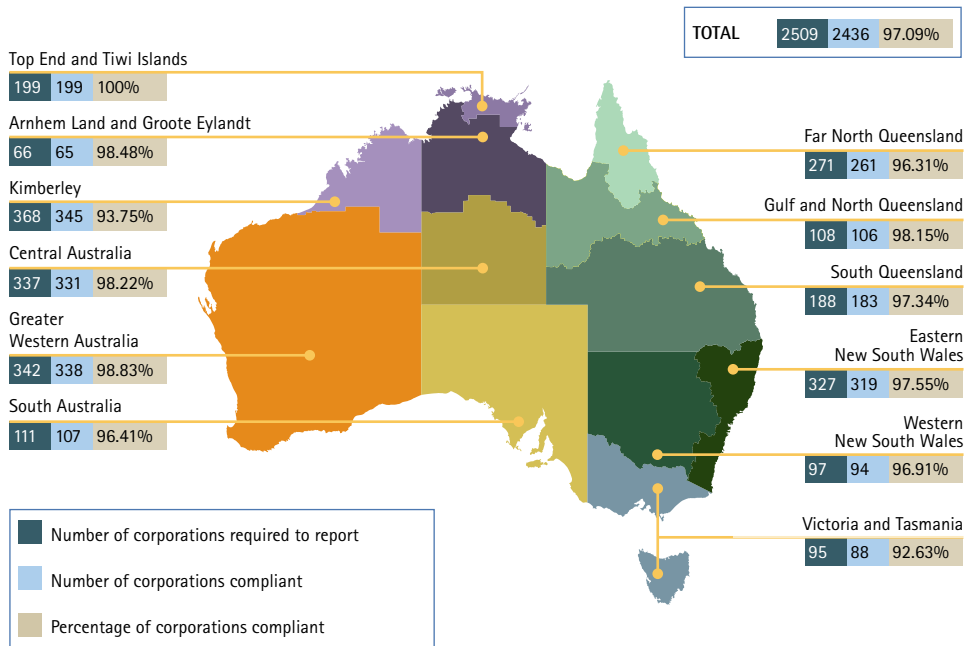 TOTAL 2509 2436 97.09%
Top End and Tiwi Islands
199 199 100%
Arnhem Land and Groote Eylandt
66 65 98.48%
Kimberley
368 345 93.75%
Central Australia
337 331 98.22%
Greater
Western Australia
342 338 98.83%
South Australia
111 107 96.41%
Far North Queensland
271 261 96.31%
Gulf and North Queensland
108 106 98.15%
South Queensland
188 183 97.34%
Eastern
New South Wales
327 319 97.55%
Western
New South Wales
97 94 96.91%
Victoria and Tasmania
95 88 92.63%
Number of corporations required to report
Number of corporations compliant
Percentage of corporations compliant